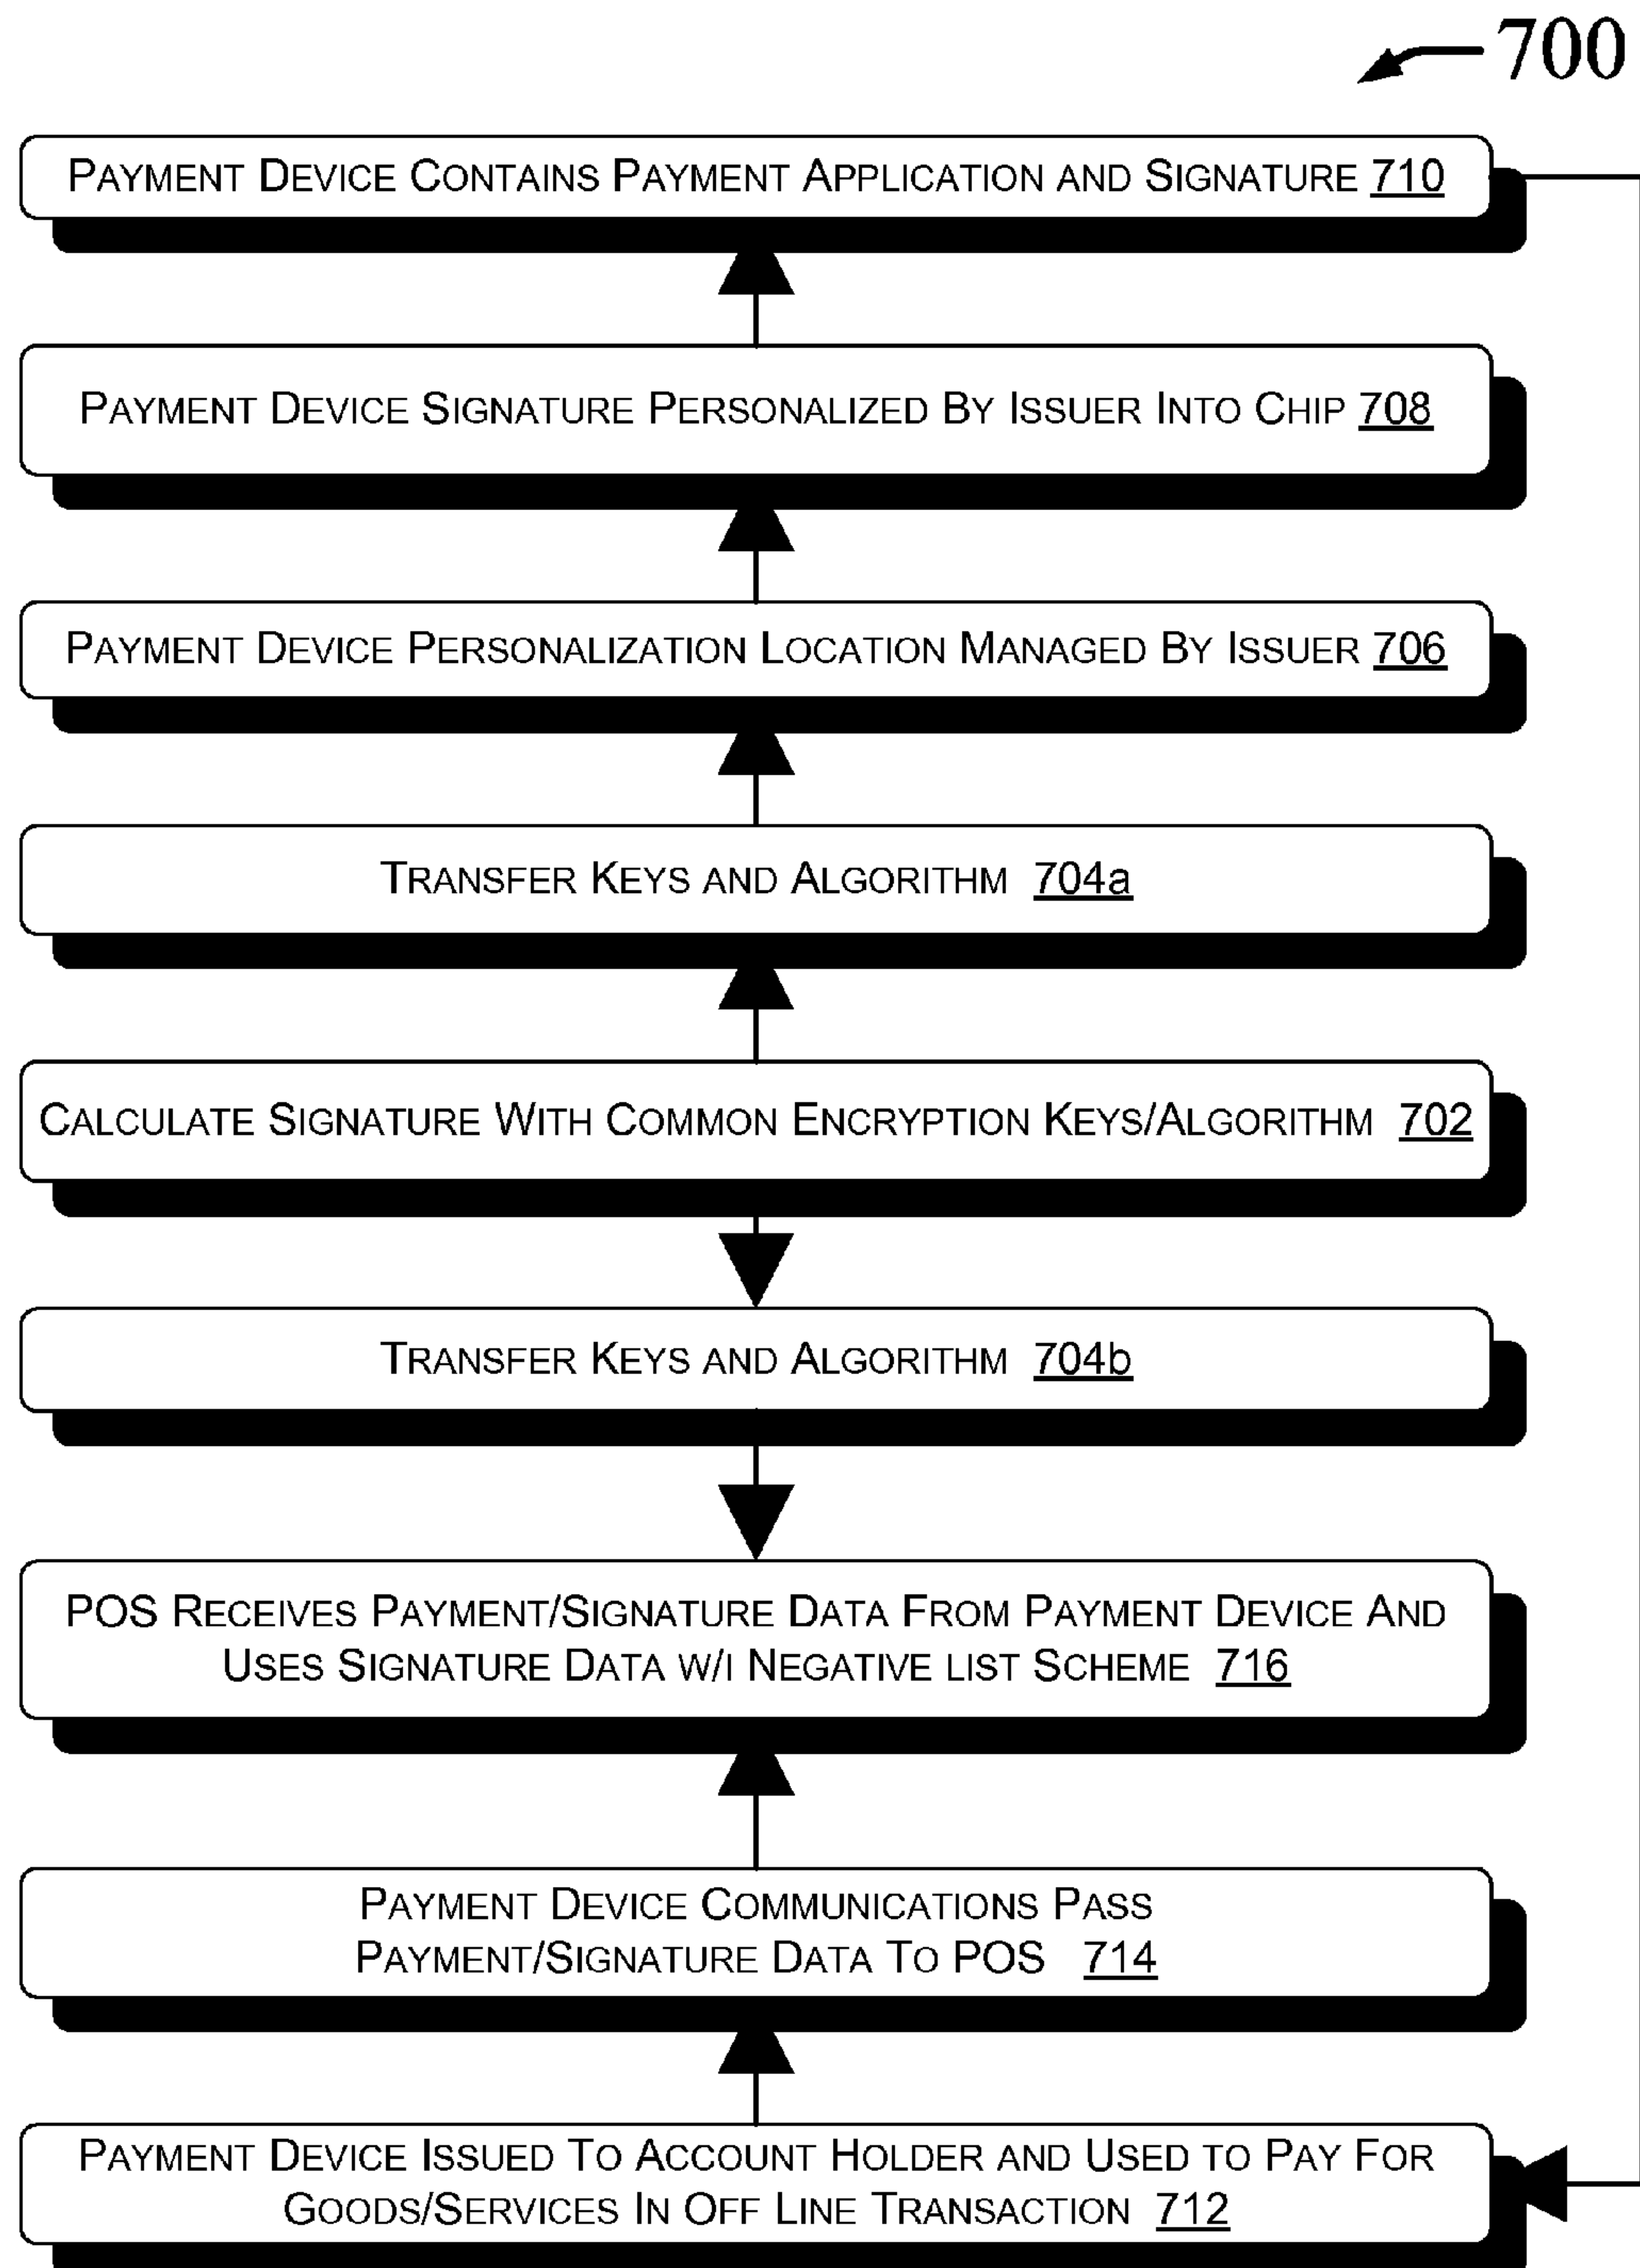 700
PAYMENT DEVICE CONTAINS PAYMENT APPLICATION AND SIGNATURE 710
PAYMENT DEVICE SIGNATURE PERSONALIZED BY ISSUER INTO CHIP 708
PAYMENT DEVICE PERSONALIZATION LOCATION MANAGED BY ISSUER 706
TRANSFER KEYS AND ALGORITHM 704a
CALCULATE SIGNATURE WITH COMMON ENCRYPTION KEYS/ALGORITHM 702
TRANSFER KEYS AND ALGORITHM 704b
POS RECEIVES PAYMENT/SIGNATURE DATA FROM PAYMENT DEVICE AND
USES SIGNATURE DATA W/I NEGATIVE LIST SCHEME 716
PAYMENT DEVICE COMMUNICATIONS PASS
PAYMENT/SIGNATURE DATA TO POS 714
PAYMENT DEVICE ISSUED TO ACCOUNT HOLDER AND USED TO PAY FOR
GOODS/SERVICES IN OFF LINE TRANSACTION 712